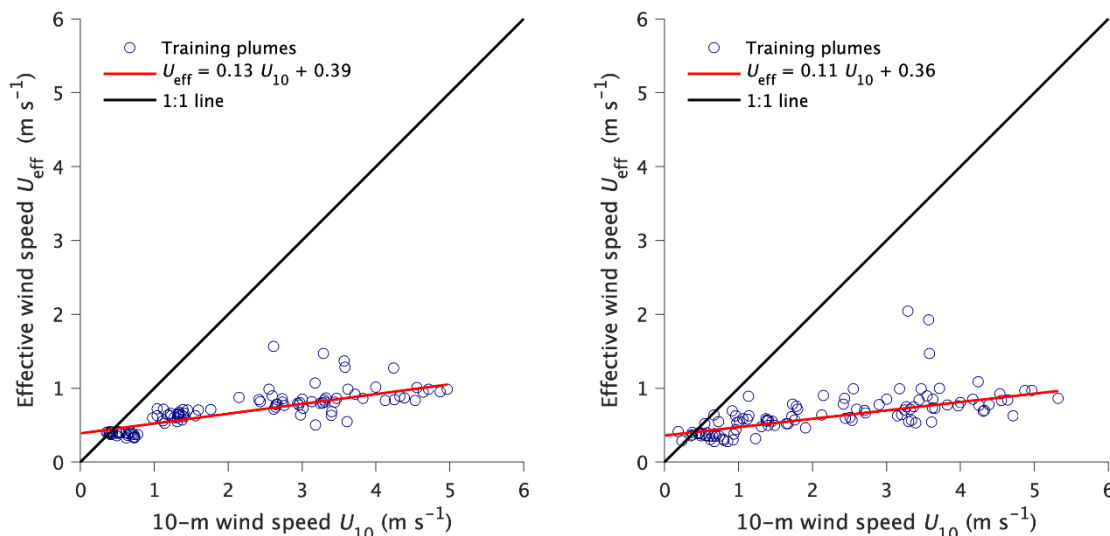 6
5
4
3
2
1
0
Effective wind speed U_eff (m s⁻¹)
Training plumes
U_eff = 0.13 U_10 + 0.39
1:1 line
0 1 2 3 4 5 6
10-m wind speed U_10 (m s⁻¹)
6
5
4
3
2
1
0
Effective wind speed U_eff (m s⁻¹)
Training plumes
U_eff = 0.11 U_10 + 0.36
1:1 line
0 1 2 3 4 5 6
10-m wind speed U_10 (m s⁻¹)